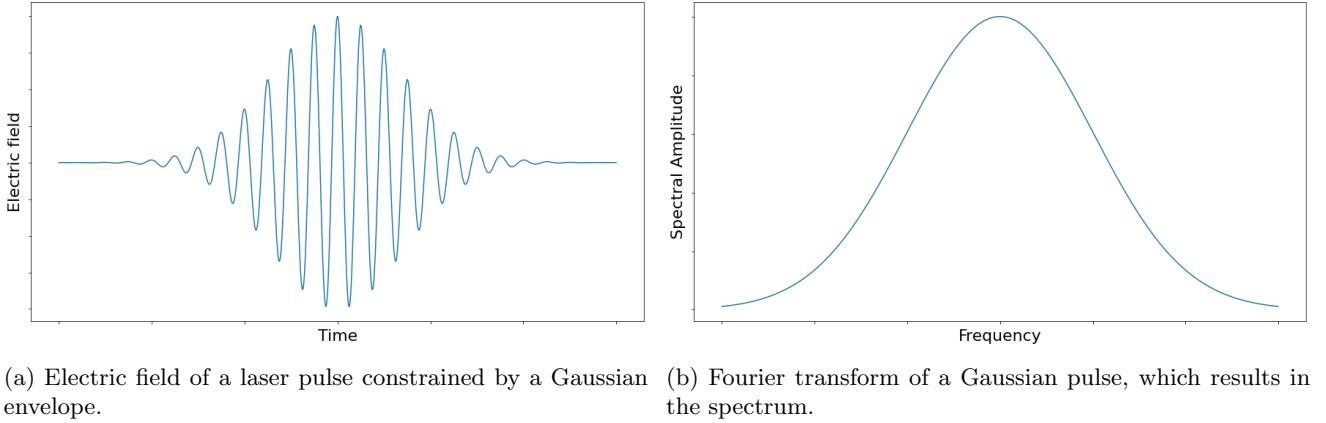 Electric field
Time
(a) Electric field of a laser pulse constrained by a Gaussian
envelope.
Spectral Amplitude
Frequency
(b) Fourier transform of a Gaussian pulse, which results in
the spectrum.